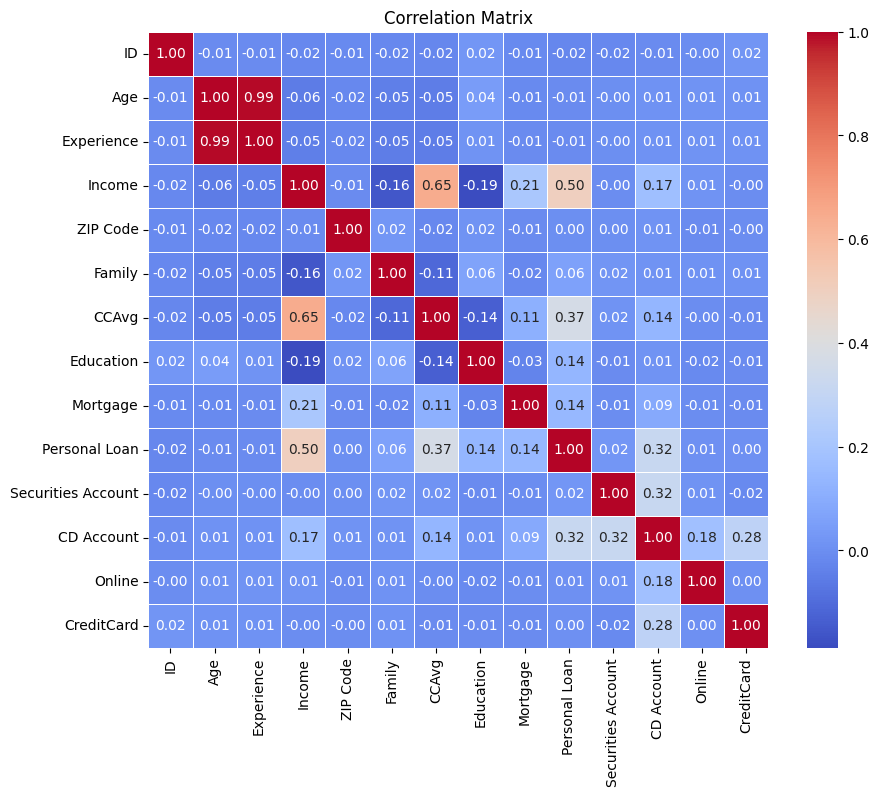 Correlation Matrix
ID 1.00 -0.01 -0.01 -0.02 -0.01 -0.02 -0.02 0.02 -0.01 -0.02 -0.02 -0.01 -0.00 0.02
Age -0.01 1.00 0.99 -0.06 -0.02 -0.05 -0.05 0.04 -0.01 -0.01 -0.00 0.01 0.01 0.01
Experience -0.01 0.99 1.00 -0.05 -0.02 -0.05 -0.05 0.01 -0.01 -0.01 -0.00 0.01 0.01 0.01
Income -0.02 -0.06 -0.05 1.00 -0.01 -0.16 0.65 -0.19 0.21 0.50 -0.00 0.17 0.01 -0.00
ZIP Code -0.01 -0.02 -0.02 -0.01 1.00 0.02 -0.02 0.02 -0.01 0.00 0.00 0.01 -0.01 -0.00
Family -0.02 -0.05 -0.05 -0.16 0.02 1.00 -0.11 0.06 -0.02 0.06 0.02 0.01 0.01 0.01
CCAvg -0.02 -0.05 -0.05 0.65 -0.02 -0.11 1.00 -0.14 0.11 0.37 0.02 0.14 -0.00 -0.01
Education 0.02 0.04 0.01 -0.19 0.02 0.06 -0.14 1.00 -0.03 0.14 -0.01 0.01 -0.02 -0.01
Mortgage -0.01 -0.01 -0.01 0.21 -0.01 -0.02 0.11 -0.03 1.00 0.14 -0.01 0.09 -0.01 -0.01
Personal Loan -0.02 -0.01 -0.01 0.50 0.00 0.06 0.37 0.14 0.14 1.00 0.02 0.32 0.01 0.00
Securities Account -0.02 -0.00 -0.00 -0.00 0.00 0.02 0.02 -0.01 -0.01 0.02 1.00 0.32 0.01 -0.02
CD Account -0.01 0.01 0.01 0.17 0.01 0.01 0.14 0.01 0.09 0.32 0.32 1.00 0.18 0.28
Online -0.00 0.01 0.01 0.01 -0.01 0.01 -0.00 -0.02 -0.01 0.01 0.01 0.18 1.00 0.00
CreditCard 0.02 0.01 0.01 -0.00 -0.00 0.01 -0.01 -0.01 -0.01 0.00 -0.02 0.28 0.00 1.00
ID
Age
Experience
Income
ZIP Code
Family
CCAvg
Education
Mortgage
Personal Loan
Securities Account
CD Account
Online
CreditCard
1.0
0.8
0.6
0.4
0.2
0.0